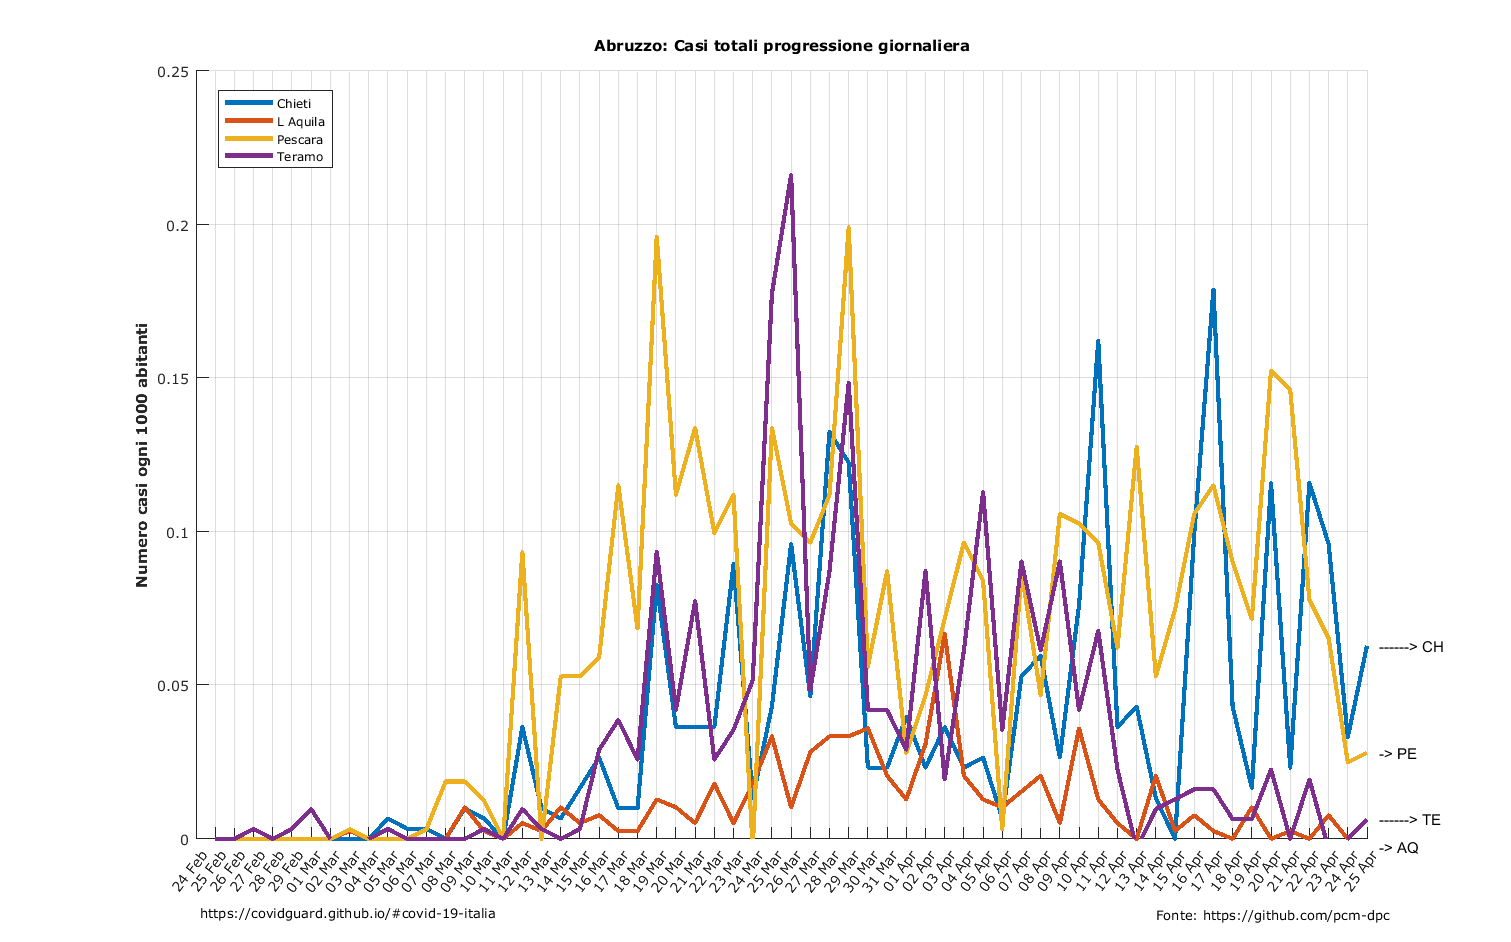 Abruzzo: Casi totali progressione giornaliera
Numero casi ogni 1000 abitanti
0.25
0.2
0.15
0.1
0.05
0
Chieti
L Aquila
Pescara
Teramo
------> CH
-> PE
------> TE
-> AQ
24 Feb
25 Feb
26 Feb
27 Feb
28 Feb
29 Feb
01 Mar
02 Mar
03 Mar
04 Mar
05 Mar
06 Mar
07 Mar
08 Mar
09 Mar
10 Mar
11 Mar
12 Mar
13 Mar
14 Mar
15 Mar
16 Mar
17 Mar
18 Mar
19 Mar
20 Mar
21 Mar
22 Mar
23 Mar
24 Mar
25 Mar
26 Mar
27 Mar
28 Mar
29 Mar
30 Mar
31 Mar
01 Apr
02 Apr
03 Apr
04 Apr
05 Apr
06 Apr
07 Apr
08 Apr
09 Apr
10 Apr
11 Apr
12 Apr
13 Apr
14 Apr
15 Apr
16 Apr
17 Apr
18 Apr
19 Apr
20 Apr
21 Apr
22 Apr
23 Apr
24 Apr
25 Apr
https://covidguard.github.io/#covid-19-italia
Fonte: https://github.com/pcm-dpc